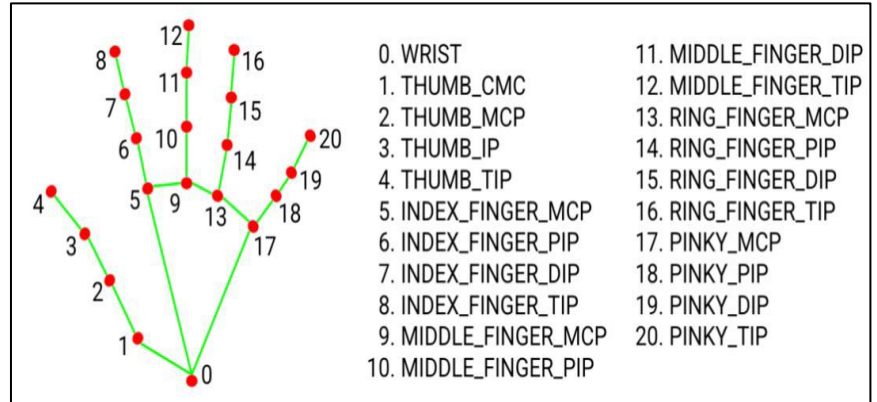 12
8
16
11
7
15
10
6
20
14
19
4
5
9
13
18
3
17
2
1
0
0. WRIST
1. THUMB_CMC
2. THUMB_MCP
3. THUMB_IP
4. THUMB_TIP
5. INDEX_FINGER_MCP
6. INDEX_FINGER_PIP
7. INDEX_FINGER_DIP
8. INDEX_FINGER_TIP
9. MIDDLE_FINGER_MCP
10. MIDDLE_FINGER_PIP
11. MIDDLE_FINGER_DIP
12. MIDDLE_FINGER_TIP
13. RING_FINGER_MCP
14. RING_FINGER_PIP
15. RING_FINGER_DIP
16. RING_FINGER_TIP
17. PINKY_MCP
18. PINKY_PIP
19. PINKY_DIP
20. PINKY_TIP